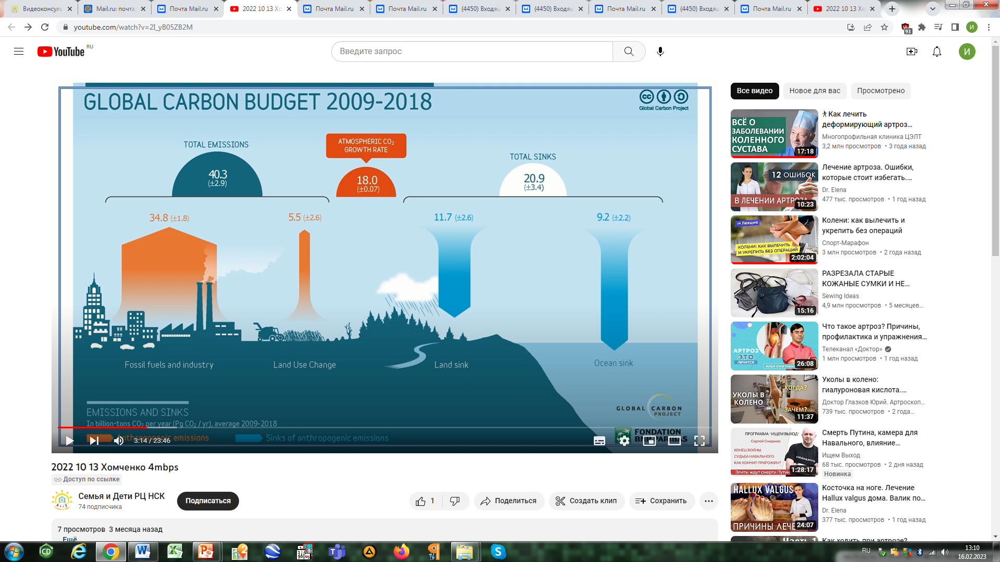 Видеоконсуль
Mail.ru: почта,
Почта Mail.ru
2022 10 13 Хо
Почта Mail.ru
Почта Mail.ru
(4450) Входящ
(4450) Входящ
Почта Mail.ru
(4450) Входящ
Почта Mail.ru
2022 10 13 Хо
youtube.com/watch?v=2I_yB05ZB2M
93
И
YouTube RU
Введите запрос
И
GLOBAL CARBON BUDGET 2009-2018
Global Carbon Project
TOTAL EMISSIONS
40.3
(±2.9)
ATMOSPHERIC CO₂
GROWTH RATE
18.0
(±0.07)
TOTAL SINKS
20.9
(±3.4)
34.8 (±1.8)
5.5 (±2.6)
11.7 (±2.6)
9.2 (±2.2)
Fossil fuels and industry
Land Use Change
Land sink
Ocean sink
EMISSIONS AND SINKS
In billion-tons CO₂ per year (Pg CO₂ / yr), average 2009-2018
Anthropogenic emissions
Sinks of anthropogenic emissions
GLOBAL CARBON
PROJECT
FONDATION
BNP PARIBAS
3:14 / 23:46
2022 10 13 Хомченко 4mbps
Доступ по ссылке
Семья и Дети РЦ НСК
74 подписчика
Подписаться
1
Поделиться
Создать клип
Сохранить
7 просмотров 3 месяца назад
Ещё
Все видео
Новое для вас
Просмотрено
ВСЁ О
ЗАБОЛЕВАНИИ
КОЛЕННОГО
СУСТАВА
17:18
Как лечить
деформирующий артроз…
Многопрофильная клиника ЦЭЛТ
3,2 млн просмотров • 3 года назад
12 ОШИБОК
В ЛЕЧЕНИИ АРТРОЗА
10:23
Лечение артроза. Ошибки,
которые стоит избегать.…
Dr. Elena
477 тыс. просмотров • 1 год назад
Лекция
КОЛЕНИ: КАК ВЫЛЕЧИТЬ
И УКРЕПИТЬ БЕЗ ОПЕРАЦИЙ
2:02:04
Колени: как вылечить и
укрепить без операций
Спорт-Марафон
3 млн просмотров • 2 года назад
15:16
РАЗРЕЗАЛА СТАРЫЕ
КОЖАНЫЕ СУМКИ И НЕ…
Sewing Ideas
4,9 млн просмотров • 5 месяцев…
АРТРОЗ
ЭТО
ЛЕЧИТСЯ
26:08
Что такое артроз? Причины,
профилактика и упражнения…
Телеканал «Доктор»
1 млн просмотров • 1 год назад
УКОЛЫ В
КОЛЕНО
КОГДА?
ЗАЧЕМ?
11:37
Уколы в колено:
гиалуроновая кислота.…
Доктор Глазков Юрий. Артроскоп…
739 тыс. просмотров • 2 года…
ПРОГРАММА "ИЩЕМ ВЫХОД"
Сергей Смирнов:
КОНЕЦ ВОЙНЫ
СУДЬБА НАВАЛЬНОГО
КАК КОНЧИТ ПРИГОЖИН?
медиазона
Элиты ждут смерти Путин
1:28:17
Смерть Путина, камера для
Навального, влияние…
Ищем Выход
68 тыс. просмотров • 2 дня назад
Новинка
HALLUX VALGUS
ПРИЧИНЫ ЛЕЧЕ
24:07
Косточка на ноге. Лечение
Hallux valgus дома. Валик по…
Dr. Elena
377 тыс. просмотров • 1 год назад
Часть 1
Как ходить при артрозе?
RU
13:10
16.02.2023